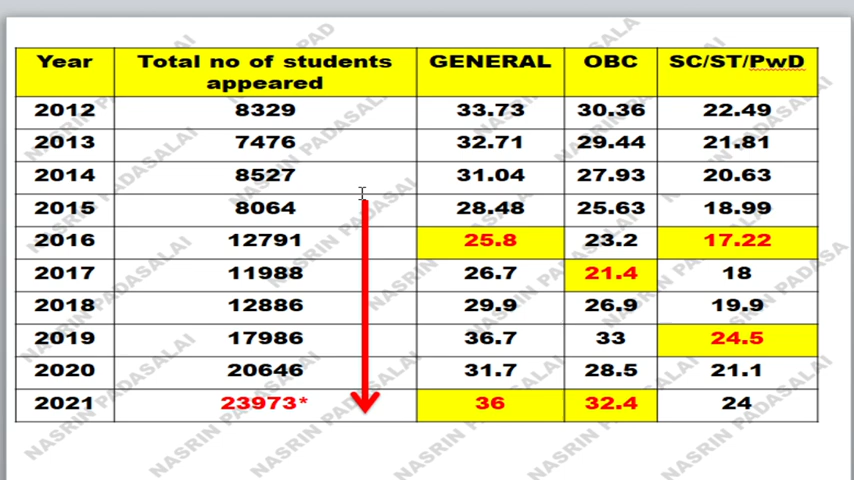 Year Total no of students appeared GENERAL OBC SC/ST/PwD
2012 8329 33.73 30.36 22.49
2013 7476 32.71 29.44 21.81
2014 8527 31.04 27.93 20.63
2015 8064 28.48 25.63 18.99
2016 12791 25.8 23.2 17.22
2017 11988 26.7 21.4 18
2018 12886 29.9 26.9 19.9
2019 17986 36.7 33 24.5
2020 20646 31.7 28.5 21.1
2021 23973* 36 32.4 24
NASRIN PADASALAI